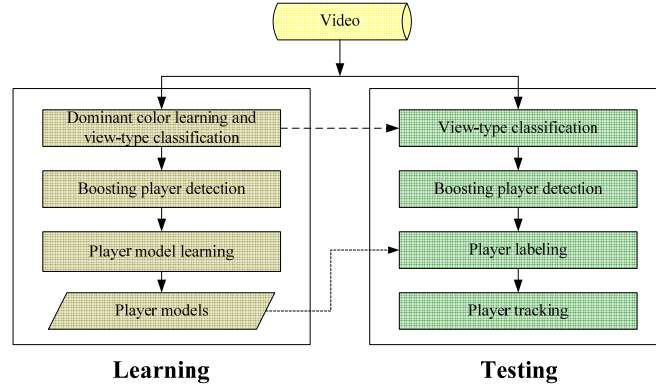 Video
Dominant color learning and
view-type classification
Boosting player detection
Player model learning
Player models
Learning
View-type classification
Boosting player detection
Player labeling
Player tracking
Testing